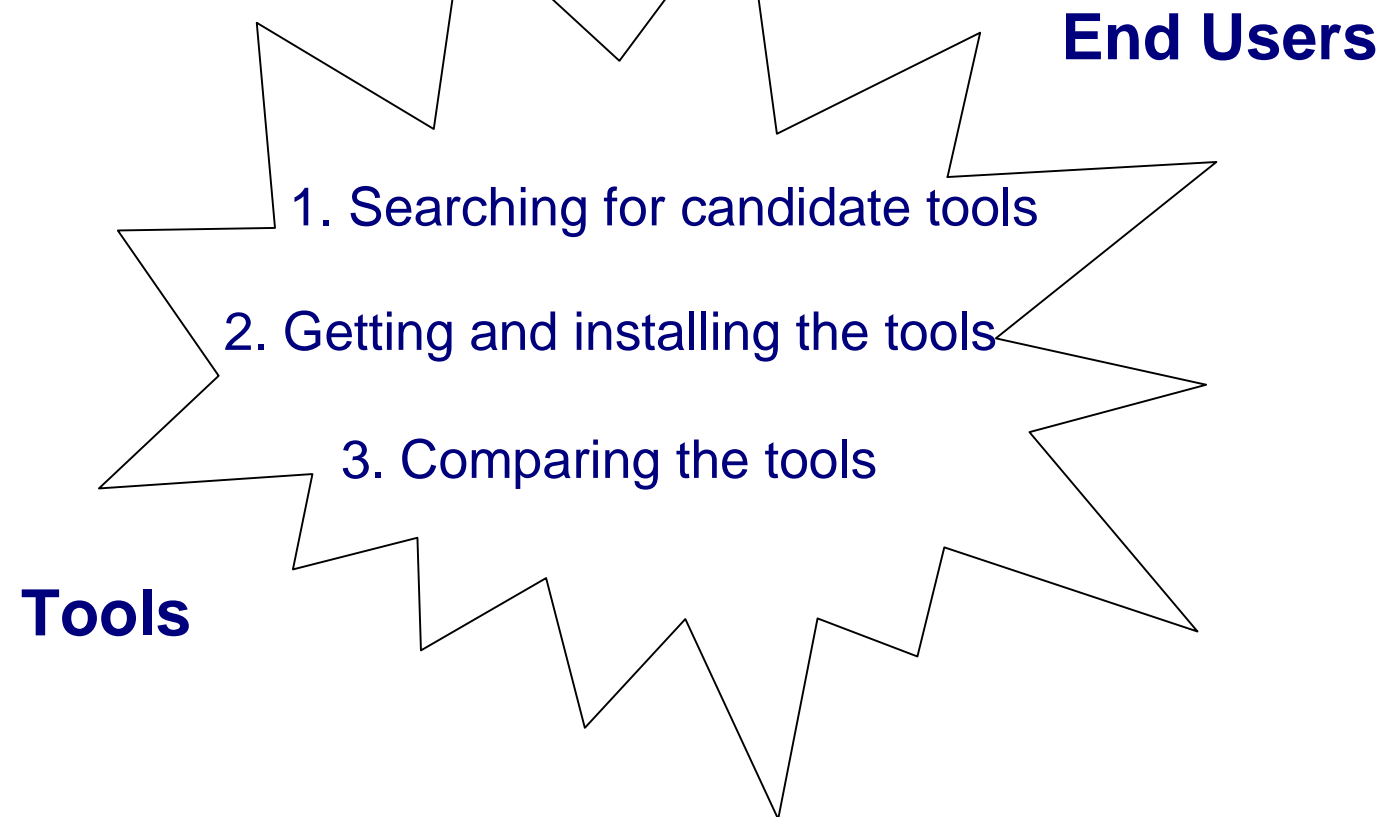 End Users
1. Searching for candidate tools
2. Getting and installing the tools
3. Comparing the tools
Tools